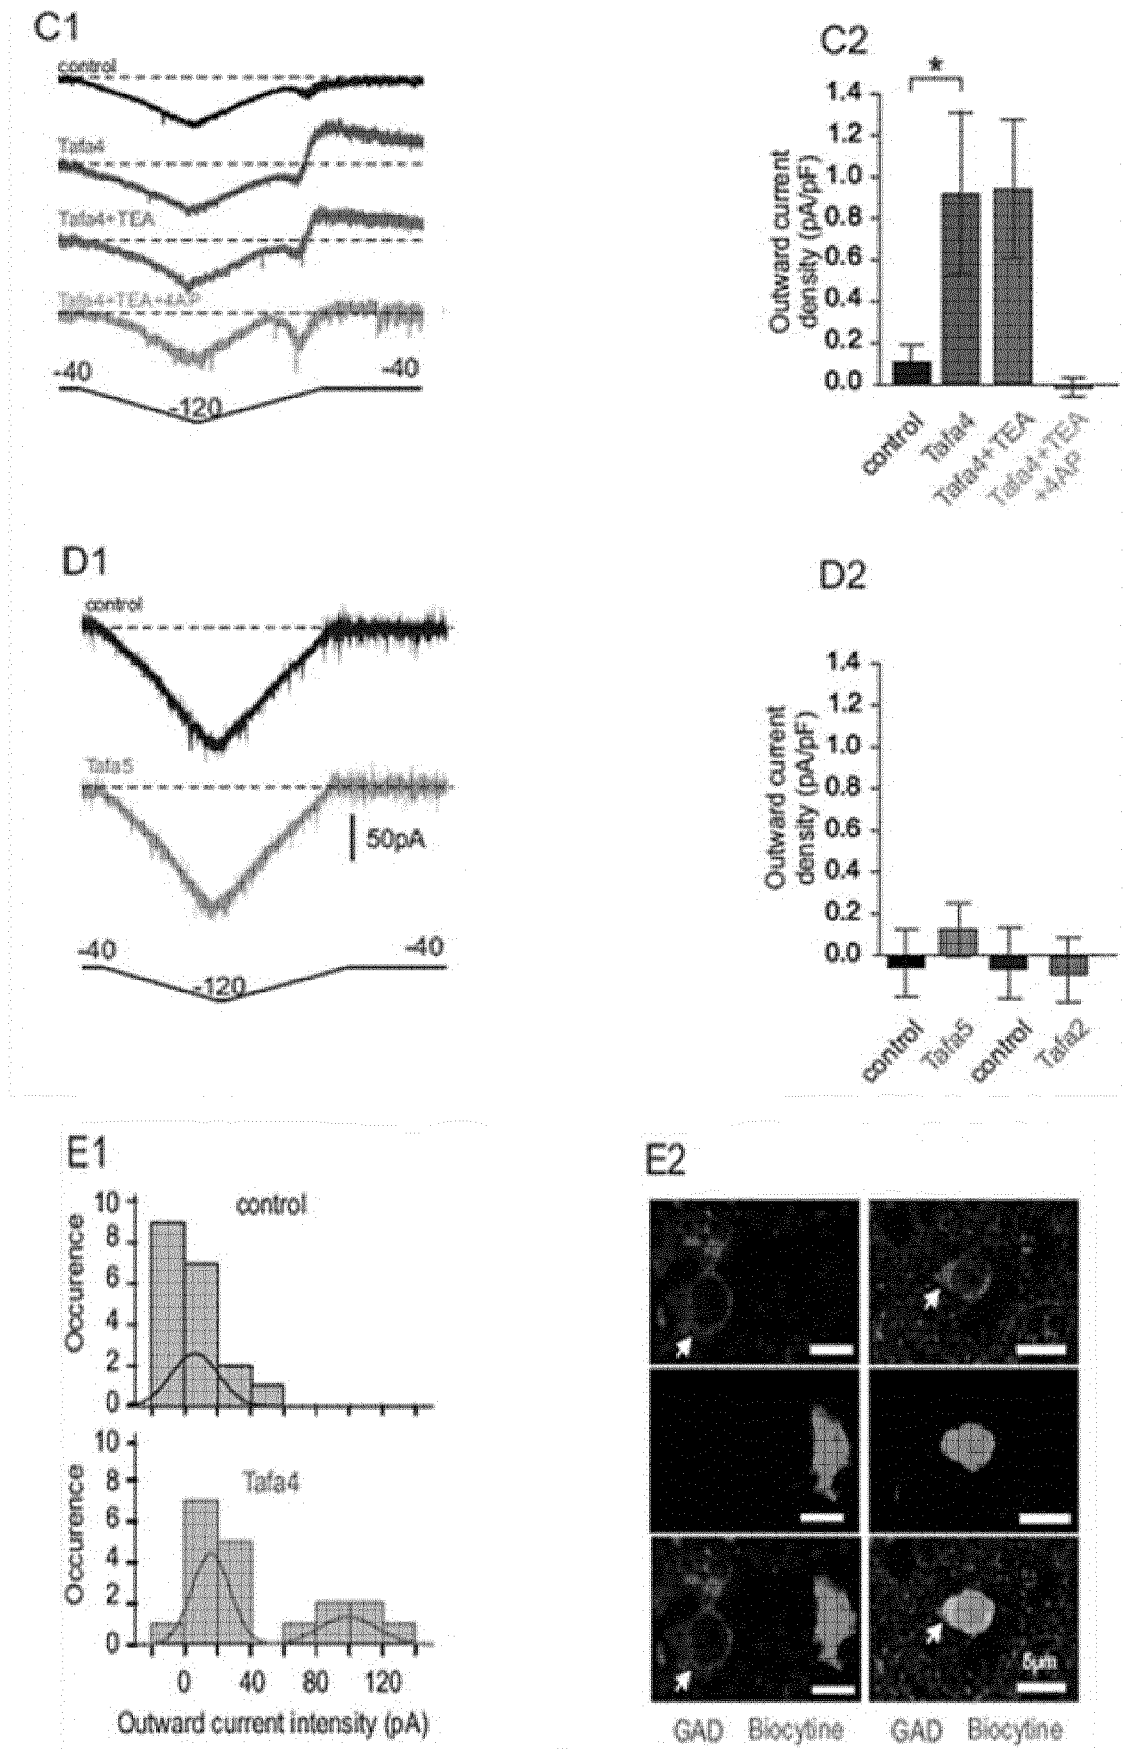 C1
control
Tafa4
Tafa4+TEA
Tafa4+TEA+4AP
-40
-40
-120
C2
*
1.4
1.2
1.0
0.8
0.6
0.4
0.2
0.0
Outward current
density (pA/pF)
control
Tafa4
Tafa4+TEA
Tafa4+TEA
+4AP
D1
control
Tafa5
50pA
-40
-40
-120
D2
1.4
1.2
1.0
0.8
0.6
0.4
0.2
0.0
Outward current
density (pA/pF)
control
Tafa5
control
Tafa2
E1
control
10
8
6
4
2
0
Occurence
Tafa4
10
8
6
4
2
0
Occurence
0 40 80 120
Outward current intensity (pA)
E2
5µm
GAD Biocytine GAD Biocytine